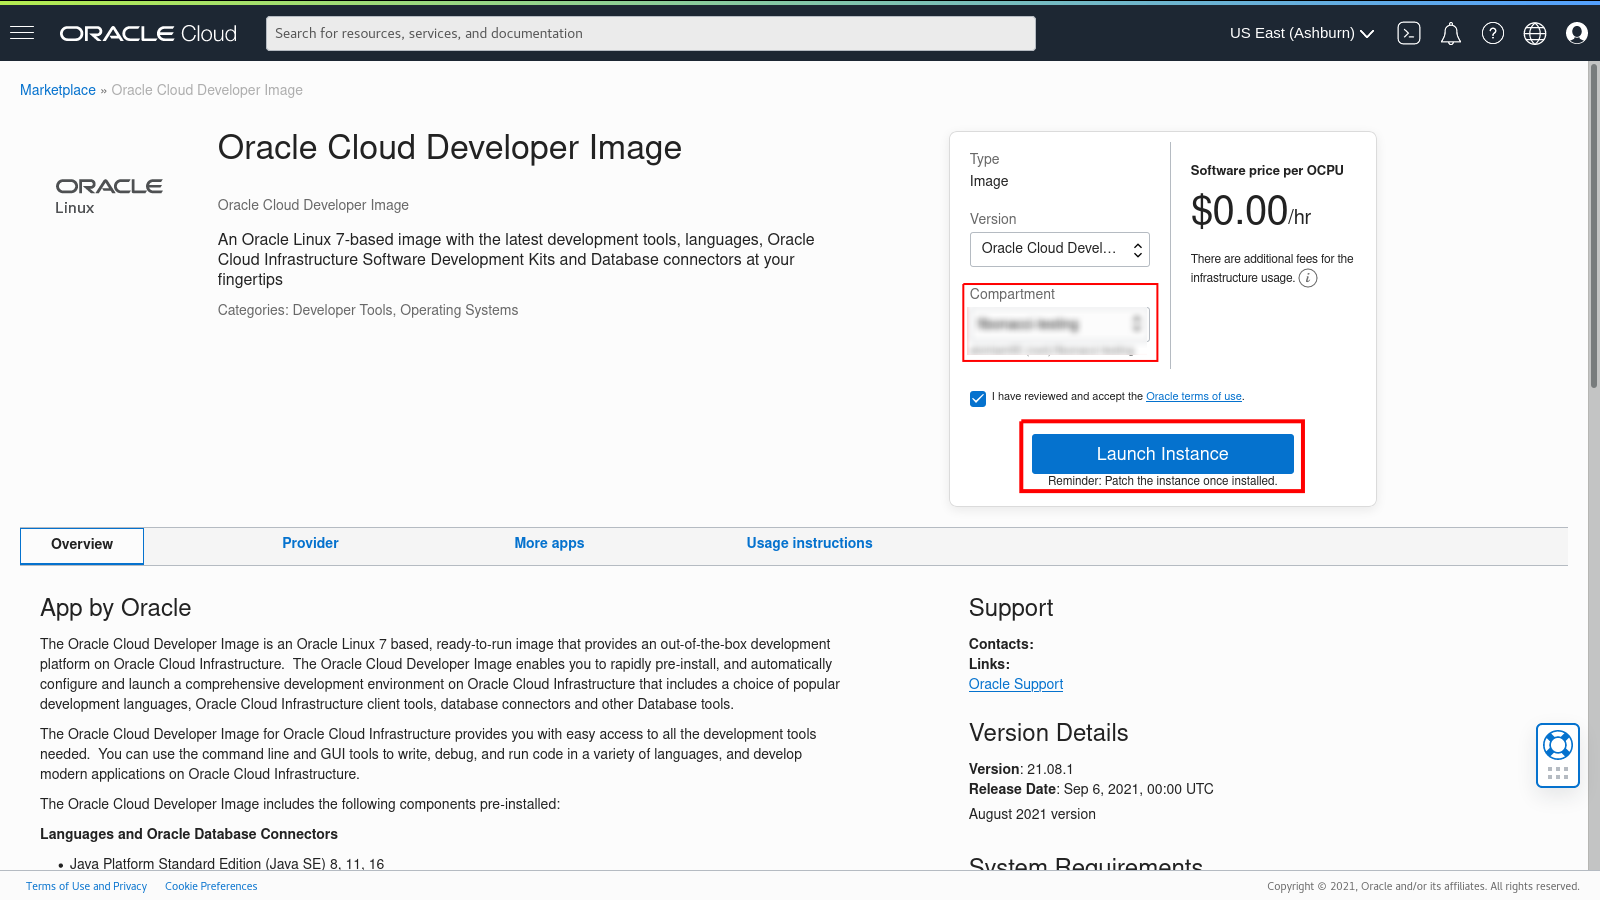 ORACLE Cloud
Search for resources, services, and documentation
US East (Ashburn)
Marketplace » Oracle Cloud Developer Image
ORACLE
Linux
Oracle Cloud Developer Image
Oracle Cloud Developer Image
An Oracle Linux 7-based image with the latest development tools, languages, Oracle
Cloud Infrastructure Software Development Kits and Database connectors at your
fingertips
Categories: Developer Tools, Operating Systems
Type
Image
Version
Oracle Cloud Devel...
Compartment
Software price per OCPU
$0.00/hr
There are additional fees for the
infrastructure usage.
I have reviewed and accept the Oracle terms of use.
Launch Instance
Reminder: Patch the instance once installed.
Overview
Provider
More apps
Usage instructions
App by Oracle
The Oracle Cloud Developer Image is an Oracle Linux 7 based, ready-to-run image that provides an out-of-the-box development
platform on Oracle Cloud Infrastructure.  The Oracle Cloud Developer Image enables you to rapidly pre-install, and automatically
configure and launch a comprehensive development environment on Oracle Cloud Infrastructure that includes a choice of popular
development languages, Oracle Cloud Infrastructure client tools, database connectors and other Database tools.
The Oracle Cloud Developer Image for Oracle Cloud Infrastructure provides you with easy access to all the development tools
needed.  You can use the command line and GUI tools to write, debug, and run code in a variety of languages, and develop
modern applications on Oracle Cloud Infrastructure.
The Oracle Cloud Developer Image includes the following components pre-installed:
Languages and Oracle Database Connectors
• Java Platform Standard Edition (Java SE) 8, 11, 16
Support
Contacts:
Links:
Oracle Support
Version Details
Version: 21.08.1
Release Date: Sep 6, 2021, 00:00 UTC
August 2021 version
System Requirements
Terms of Use and Privacy
Cookie Preferences
Copyright © 2021, Oracle and/or its affiliates. All rights reserved.